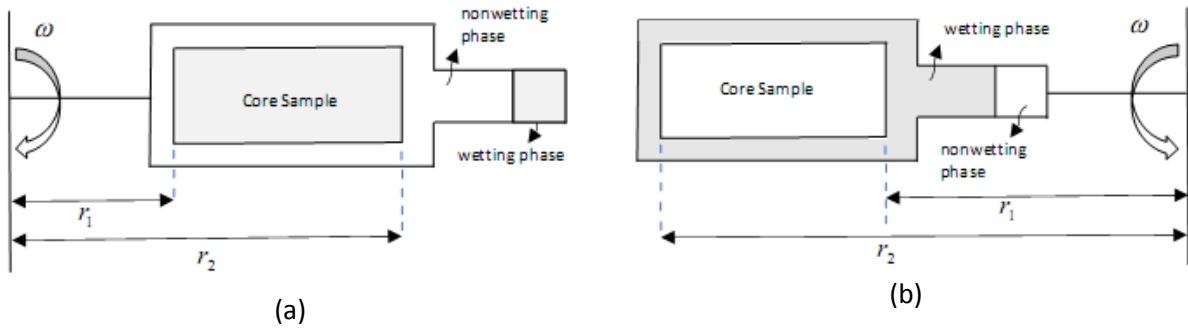 ω
nonwetting
phase
Core Sample
wetting phase
r₁
r₂
(a)
wetting phase
ω
Core Sample
nonwetting
phase
r₁
r₂
(b)